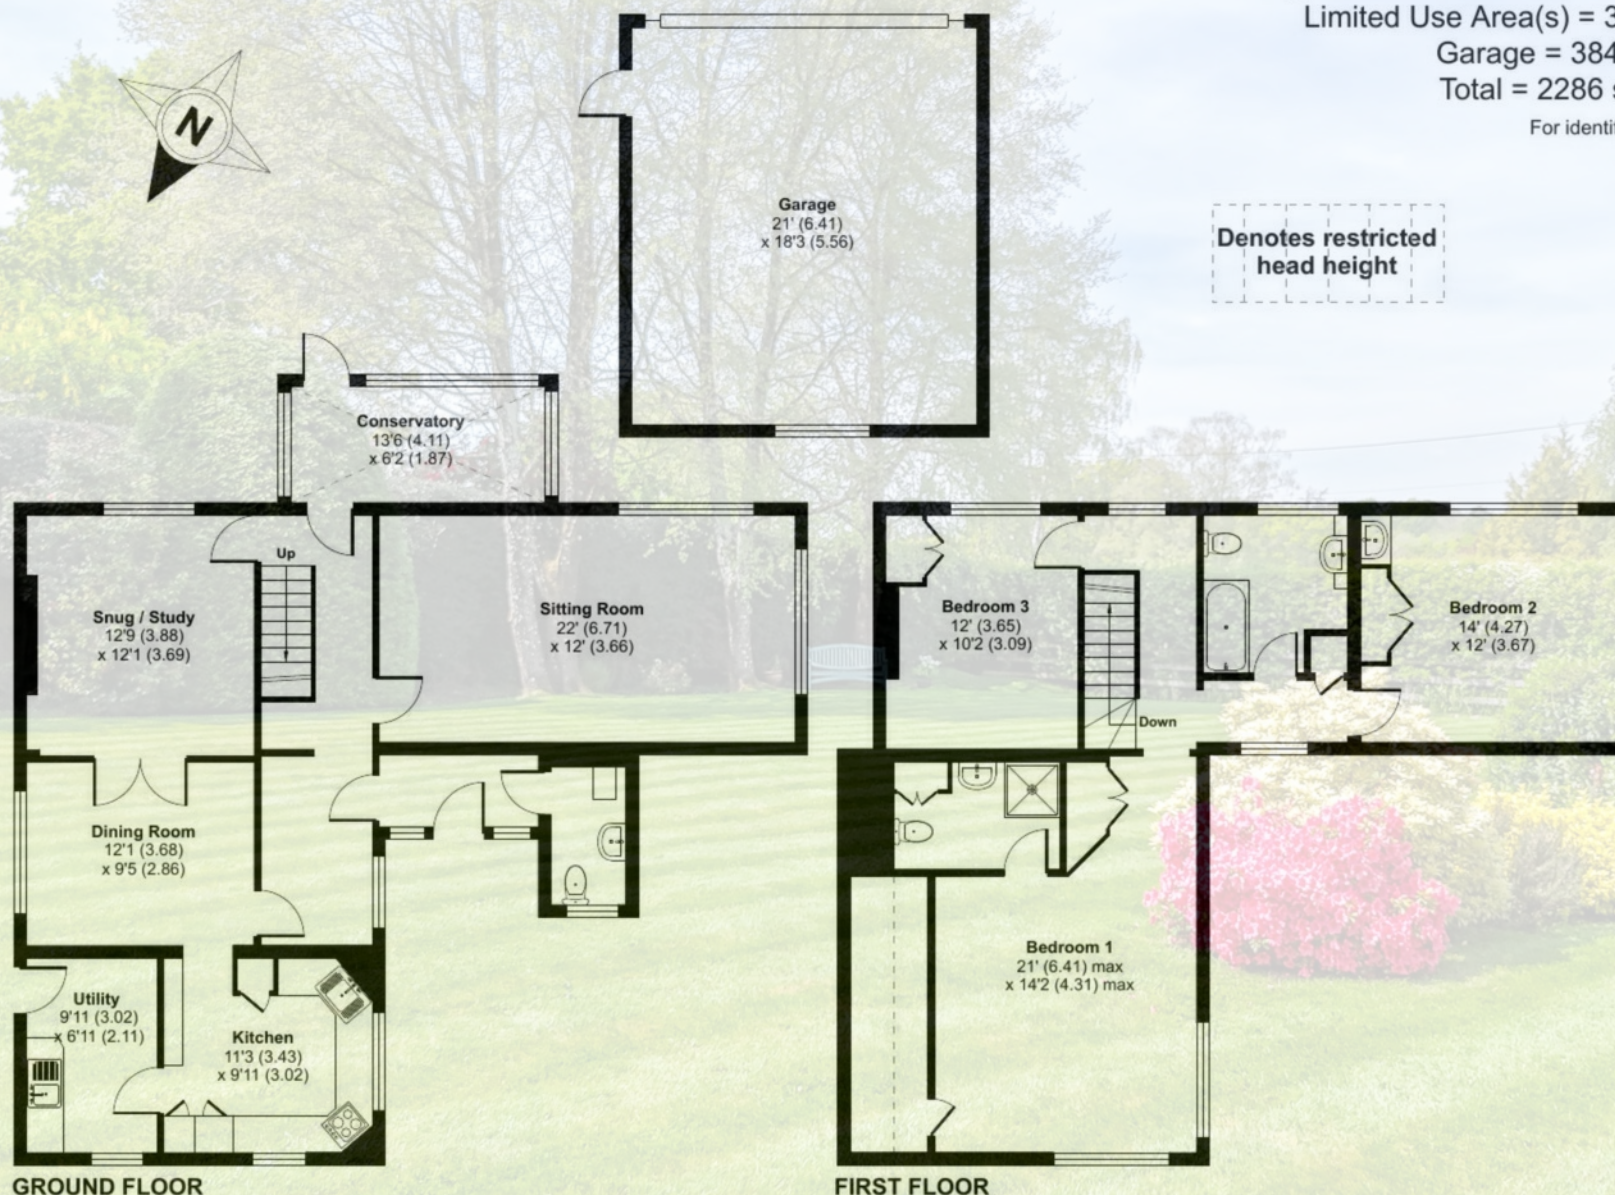 Limited Use Area(s) = 3
Garage = 384
Total = 2286
For identi
N
Denotes restricted
head height
Garage
21' (6.41)
x 18'3 (5.56)
Conservatory
13'6 (4.11)
x 6'2 (1.87)
Up
Snug / Study
12'9 (3.88)
x 12'1 (3.69)
Sitting Room
22' (6.71)
x 12' (3.66)
Dining Room
12'1 (3.68)
x 9'5 (2.86)
Utility
9'11 (3.02)
x 6'11 (2.11)
Kitchen
11'3 (3.43)
x 9'11 (3.02)
GROUND FLOOR
Bedroom 3
12' (3.65)
x 10'2 (3.09)
Bedroom 2
14' (4.27)
x 12' (3.67)
Down
Bedroom 1
21' (6.41) max
x 14'2 (4.31) max
FIRST FLOOR